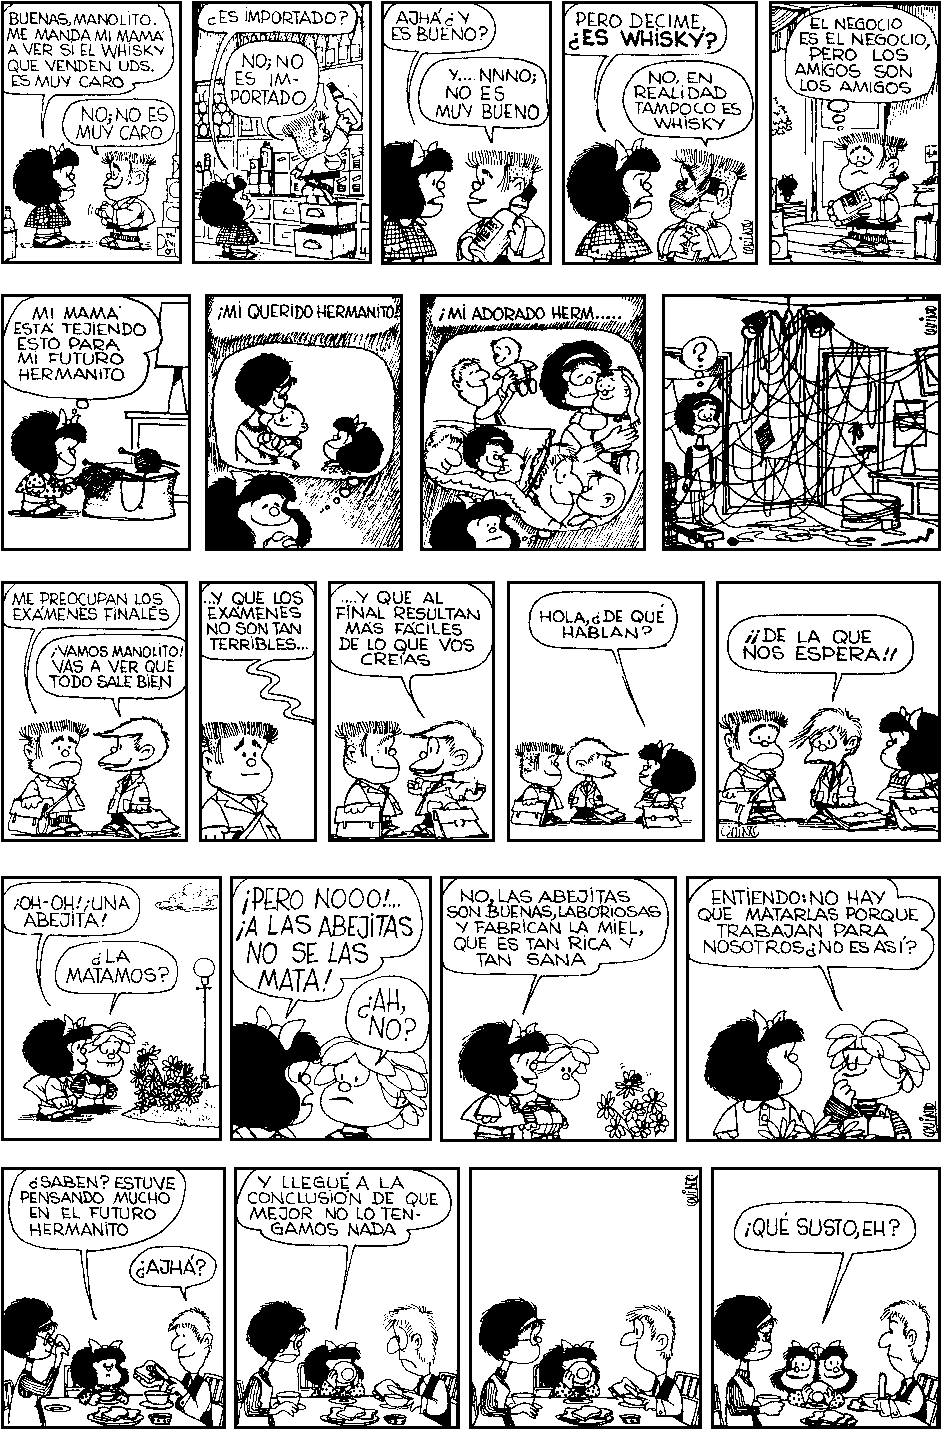 BUENAS, MANOLITO.
ME MANDA MI MAMÁ
A VER SI EL WHISKY
QUE VENDEN UDS.
ES MUY CARO
NO; NO ES
MUY CARO
¿ES IMPORTADO?
NO; NO
ES IM-
PORTADO
AJHÁ ¿Y
ES BUENO?
Y... NNNO;
NO ES
MUY BUENO
PERO DECIME,
¿ES WHISKY?
NO, EN
REALIDAD
TAMPOCO ES
WHISKY
QUINO
EL NEGOCIO
ES EL NEGOCIO,
PERO LOS
AMIGOS SON
LOS AMIGOS
MI MAMÁ
ESTÁ TEJIENDO
ESTO PARA
MI FUTURO
HERMANITO
¡MI QUERIDO HERMANITO!
¡MI ADORADO HERM.....
?
QUINO
ME PREOCUPAN LOS
EXÁMENES FINALES
¡VAMOS MANOLITO!
VAS A VER QUE
TODO SALE BIEN
...Y QUE LOS
EXÁMENES
NO SON TAN
TERRIBLES...
....Y QUE AL
FINAL RESULTAN
MÁS FÁCILES
DE LO QUE VOS
CREÍAS
HOLA, ¿DE QUÉ
HABLAN?
¡¡DE LA QUE
NOS ESPERA!!
QUINO
¡OH-OH! ¡UNA
ABEJITA!
¿LA
MATAMOS?
¡PERO NOOO!...
¡A LAS ABEJITAS
NO SE LAS
MATA!
¿AH,
NO?
NO, LAS ABEJITAS
SON BUENAS, LABORIOSAS
Y FABRICAN LA MIEL,
QUE ES TAN RICA Y
TAN SANA
ENTIENDO: NO HAY
QUE MATARLAS PORQUE
TRABAJAN PARA
NOSOTROS ¿NO ES ASÍ?
QUINO
¿SABEN? ESTUVE
PENSANDO MUCHO
EN EL FUTURO
HERMANITO
¿AJHÁ?
Y LLEGUÉ A LA
CONCLUSIÓN DE QUE
MEJOR NO LO TEN-
GAMOS NADA
QUINO
¡QUÉ SUSTO, EH?